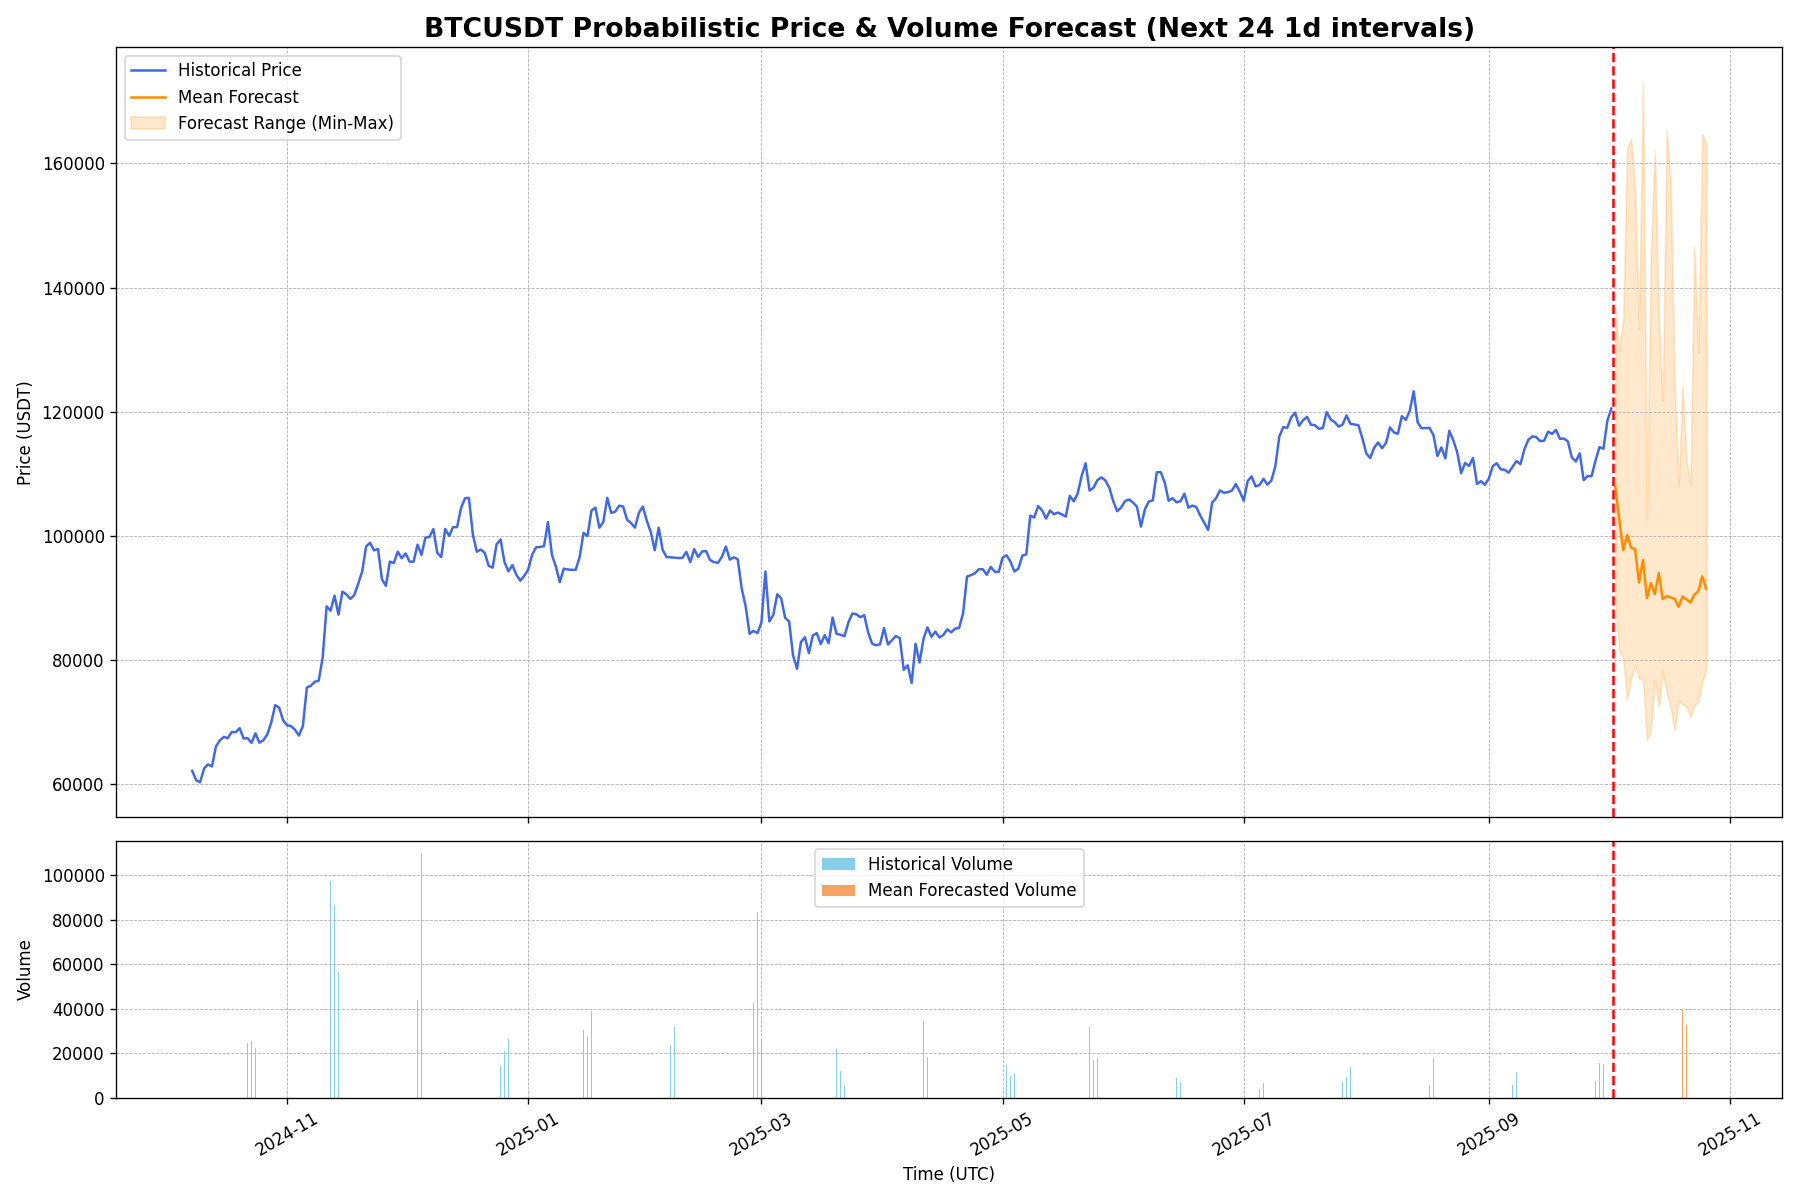 BTCUSDT Probabilistic Price & Volume Forecast (Next 24 1d intervals)
Historical Price
Mean Forecast
Forecast Range (Min-Max)
Price (USDT)
160000
140000
120000
100000
80000
60000
Historical Volume
Mean Forecasted Volume
Volume
100000
80000
60000
40000
20000
0
2024-11
2025-01
2025-03
2025-05
2025-07
2025-09
2025-11
Time (UTC)